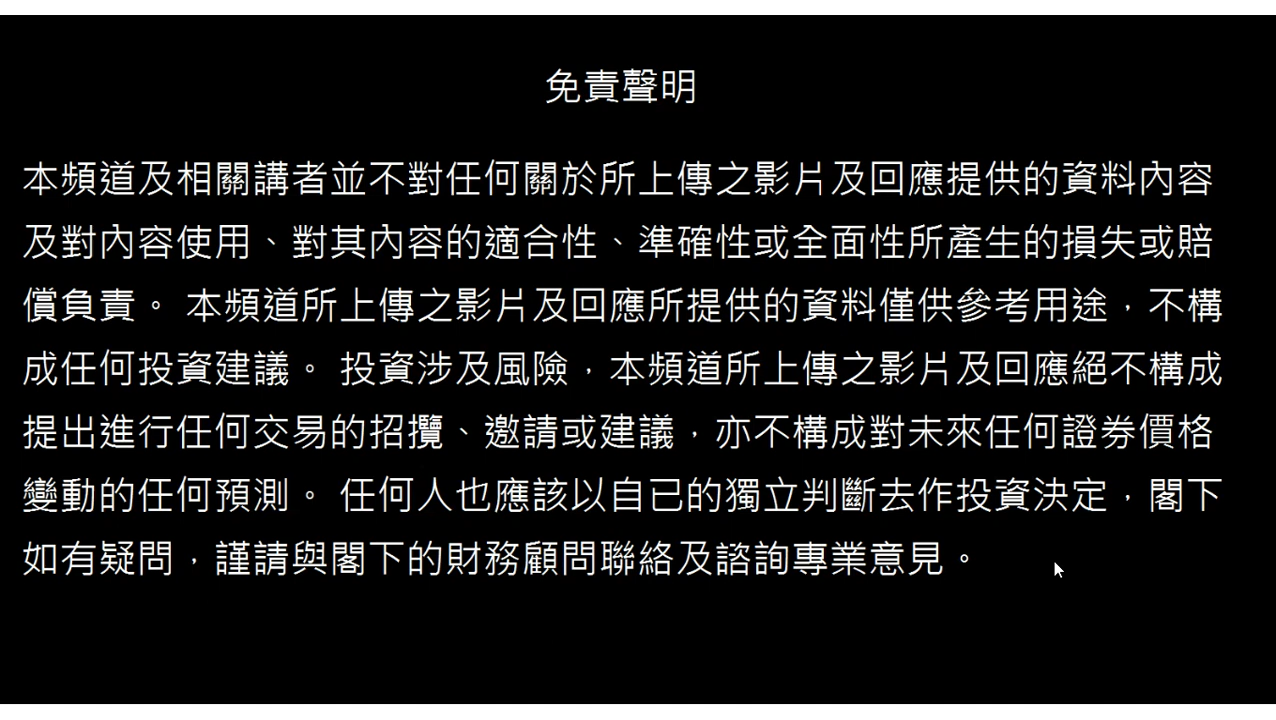 免責聲明
本頻道及相關講者並不對任何關於所上傳之影片及回應提供的資料內容
及對內容使用、對其內容的適合性、準確性或全面性所產生的損失或賠
償負責。 本頻道所上傳之影片及回應所提供的資料僅供參考用途，不構
成任何投資建議。 投資涉及風險，本頻道所上傳之影片及回應絕不構成
提出進行任何交易的招攬、邀請或建議，亦不構成對未來任何證券價格
變動的任何預測。 任何人也應該以自已的獨立判斷去作投資決定，閣下
如有疑問，謹請與閣下的財務顧問聯絡及諮詢專業意見。